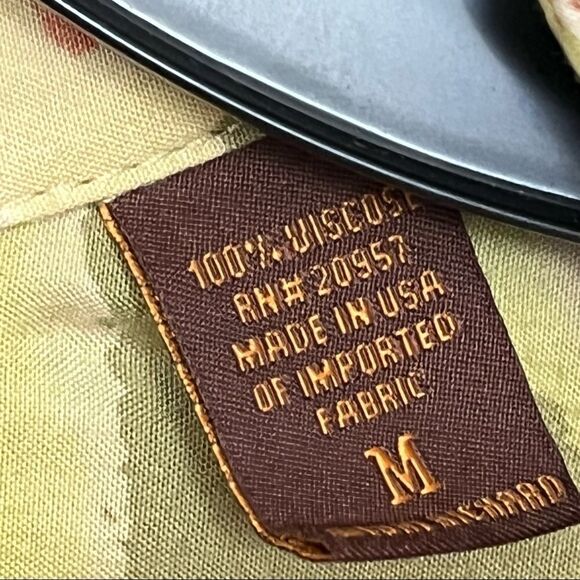 100% VISCOSE
RN# 20957
MADE IN USA
OF IMPORTED
FABRIC
M